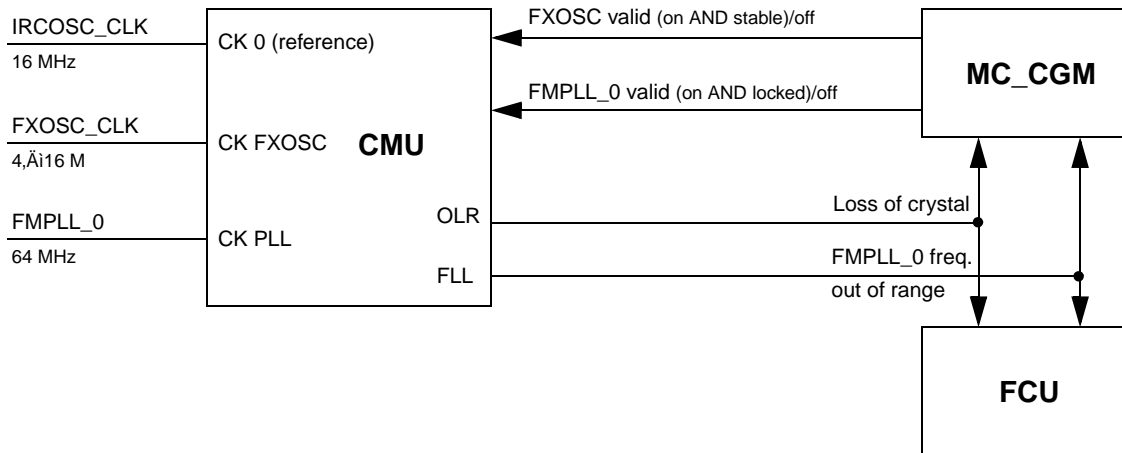 IRCOSC_CLK
16 MHz
FXOSC_CLK
4‚Äì16 M
FMPLL_0
64 MHz
CK 0 (reference)
CK FXOSC
CMU
CK PLL
OLR
FLL
FXOSC valid (on AND stable)/off
FMPLL_0 valid (on AND locked)/off
MC_CGM
Loss of crystal
FMPLL_0 freq.
out of range
FCU